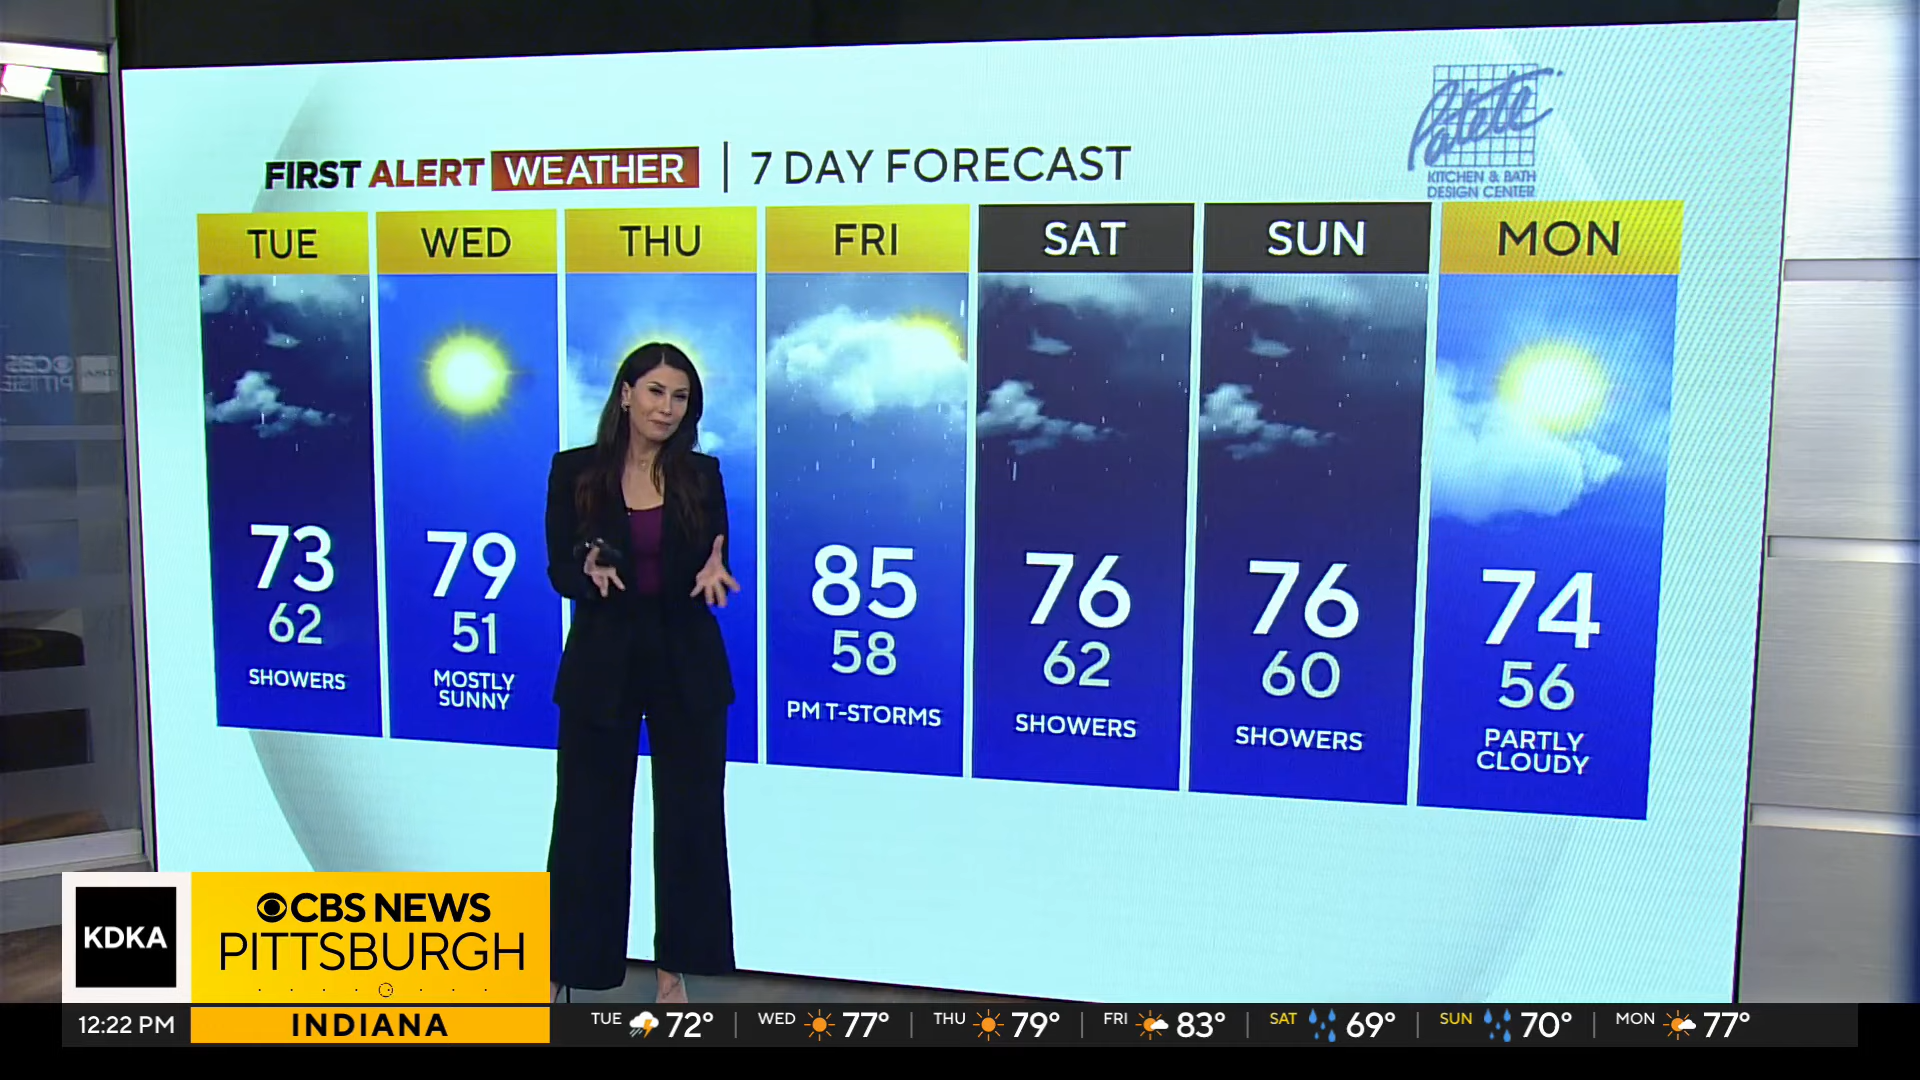 Patete
KITCHEN & BATH
DESIGN CENTER
FIRST ALERT WEATHER | 7 DAY FORECAST
TUE WED THU FRI SAT SUN MON
73 79 85 76 76 74
62 51 58 62 60 56
SHOWERS MOSTLY SUNNY PM T-STORMS SHOWERS SHOWERS PARTLY CLOUDY
KDKA
CBS NEWS
PITTSBURGH
12:22 PM INDIANA TUE 72° | WED 77° | THU 79° | FRI 83° | SAT 69° | SUN 70° | MON 77°